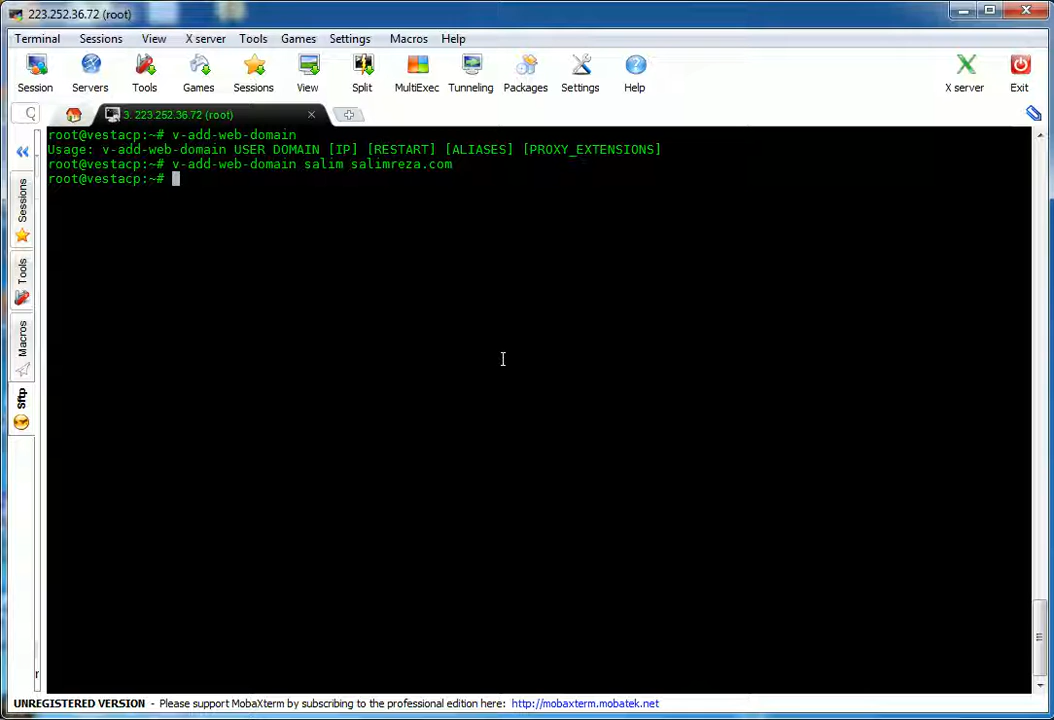 223.252.36.72 (root)
Terminal Sessions View X server Tools Games Settings Macros Help
Session Servers Tools Games Sessions View Split MultiExec Tunneling Packages Settings Help X server Exit
3. 223.252.36.72 (root)
root@vestacp:~# v-add-web-domain
Usage: v-add-web-domain USER DOMAIN [IP] [RESTART] [ALIASES] [PROXY_EXTENSIONS]
root@vestacp:~# v-add-web-domain salim salimreza.com
root@vestacp:~#
Sessions
Tools
Macros
Sftp
UNREGISTERED VERSION - Please support MobaXterm by subscribing to the professional edition here: http://mobaxterm.mobatek.net